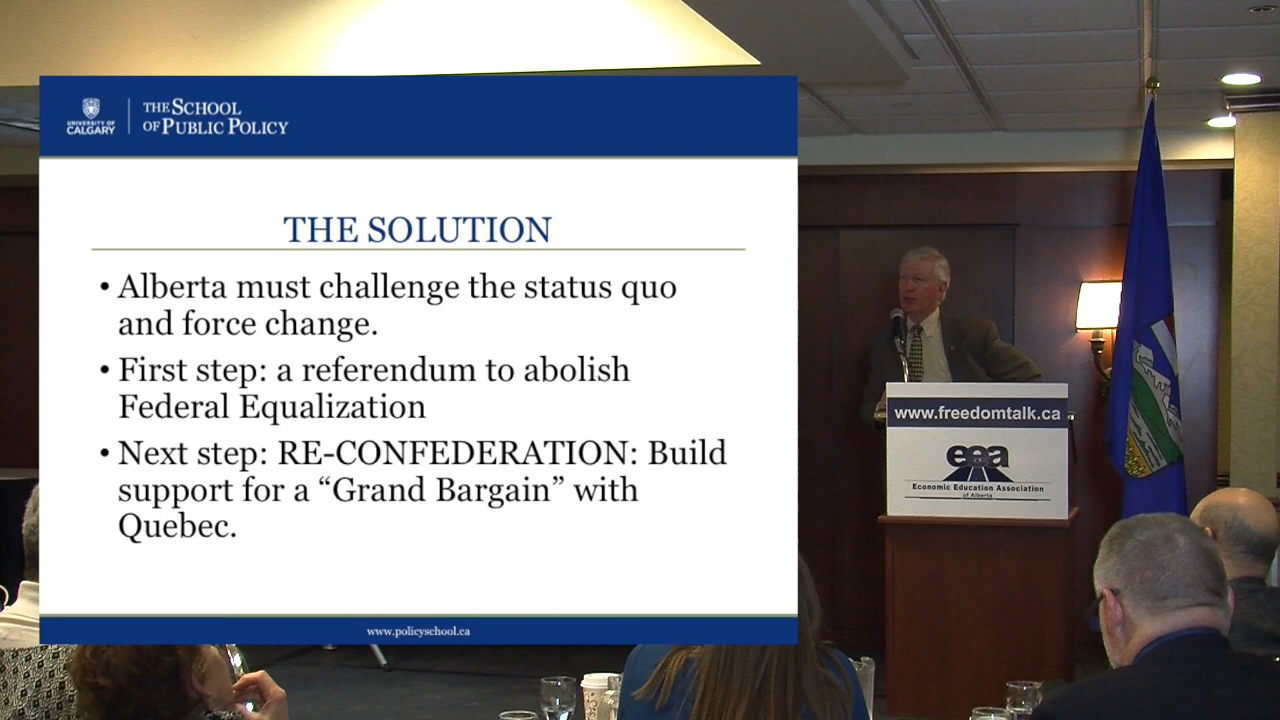 UNIVERSITY OF
CALGARY
THE SCHOOL
OF PUBLIC POLICY
THE SOLUTION
• Alberta must challenge the status quo
and force change.
• First step: a referendum to abolish
Federal Equalization
• Next step: RE-CONFEDERATION: Build
support for a “Grand Bargain” with
Quebec.
www.policyschool.ca
www.freedomtalk.ca
eea
Economic Education Association
of Alberta